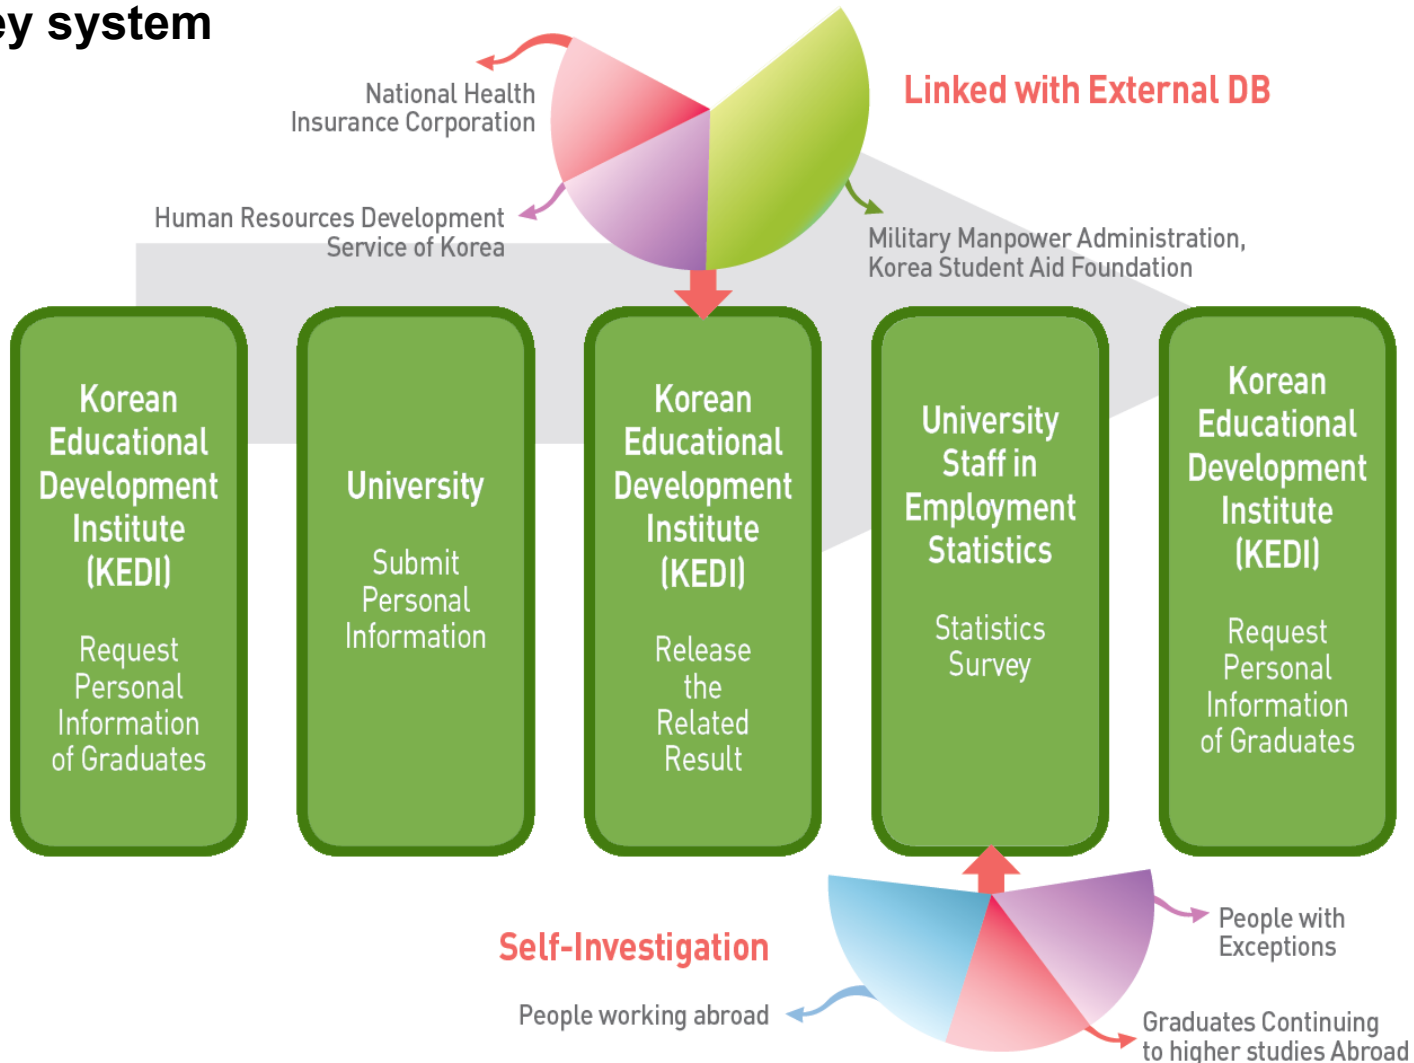 ey system
Linked with External DB
National Health
Insurance Corporation
Human Resources Development
Service of Korea
Military Manpower Administration,
Korea Student Aid Foundation
Korean
Educational
Development
Institute
(KEDI)
Request
Personal
Information
of Graduates
University
Submit
Personal
Information
Korean
Educational
Development
Institute
(KEDI)
Release
the
Related
Result
University
Staff in
Employment
Statistics
Statistics
Survey
Korean
Educational
Development
Institute
(KEDI)
Request
Personal
Information
of Graduates
Self-Investigation
People working abroad
People with
Exceptions
Graduates Continuing
to higher studies Abroad